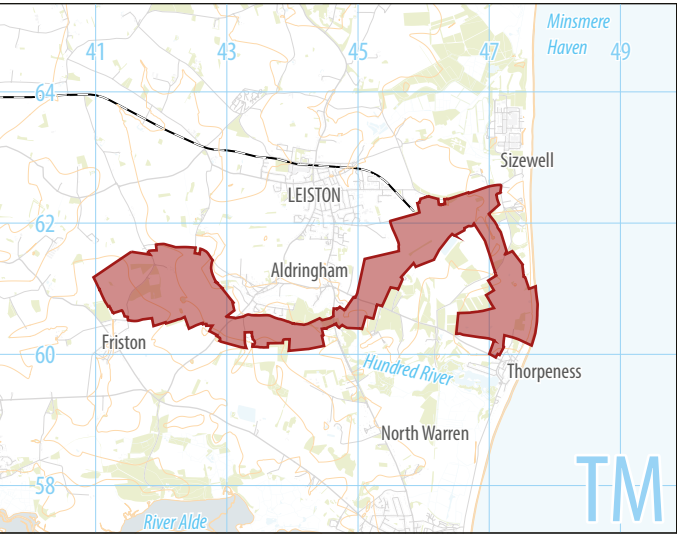 Minsmere
Haven
41
43
45
47
49
64
Sizewell
LEISTON
62
Aldringham
Friston
60
Hundred River
Thorpeness
North Warren
58
TM
River Alde